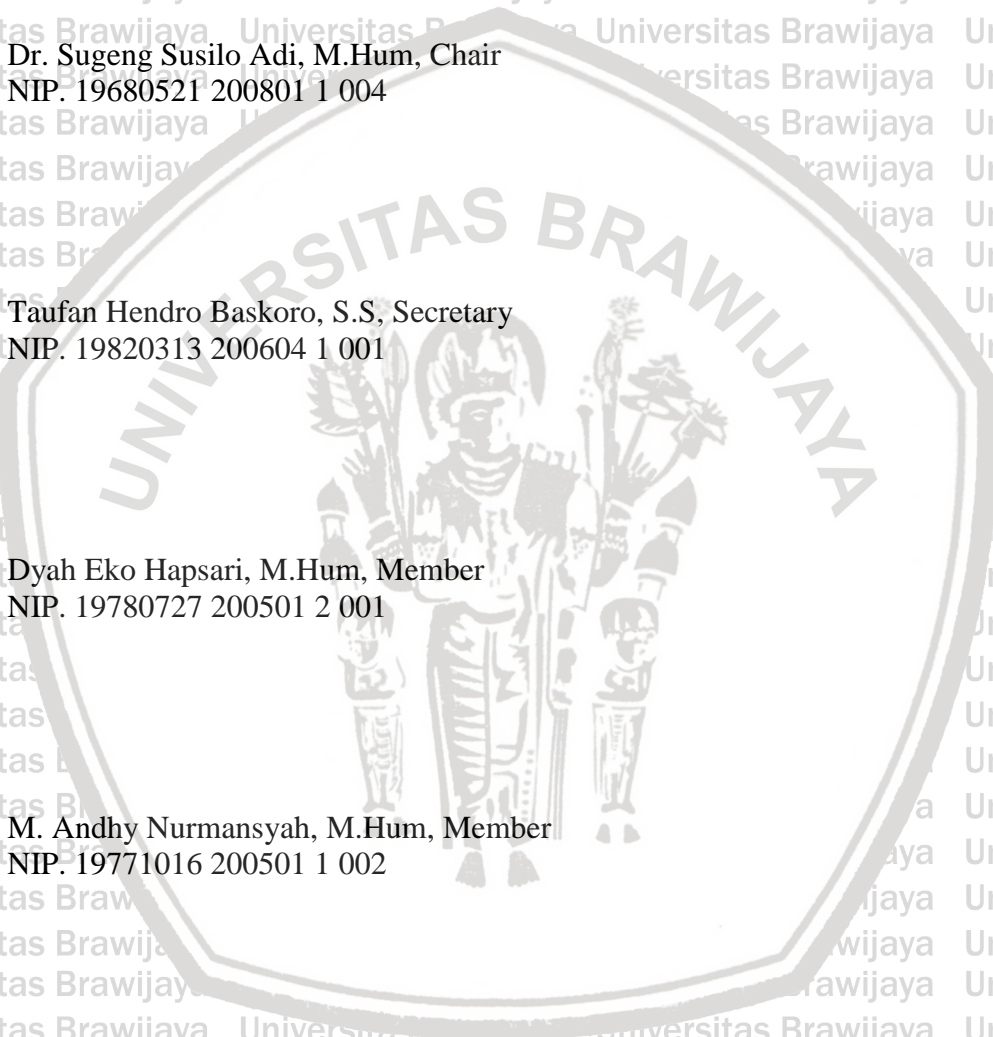 Dr. Sugeng Susilo Adi, M.Hum, Chair
NIP. 19680521 200801 1 004
Taufan Hendro Baskoro, S.S, Secretary
NIP. 19820313 200604 1 001
Dyah Eko Hapsari, M.Hum, Member
NIP. 19780727 200501 2 001
M. Andhy Nurmansyah, M.Hum, Member
NIP. 19771016 200501 1 002
UNIVERSITAS BRAWIJAYA